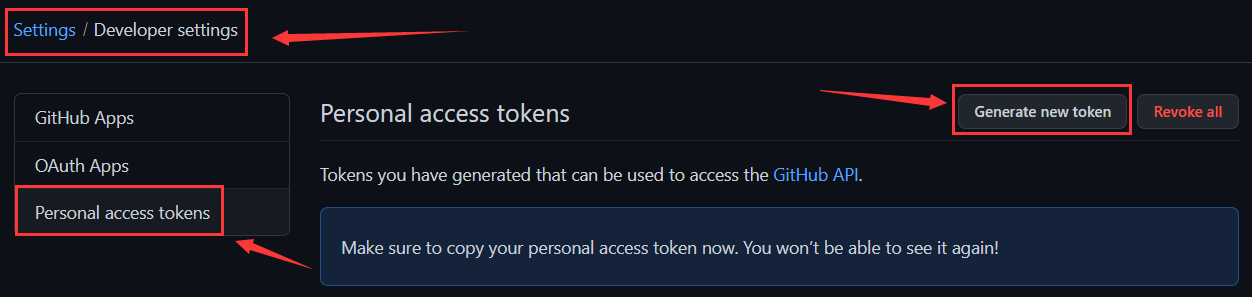 Settings / Developer settings
GitHub Apps
OAuth Apps
Personal access tokens
Personal access tokens
Generate new token
Revoke all
Tokens you have generated that can be used to access the GitHub API.
Make sure to copy your personal access token now. You won’t be able to see it again!